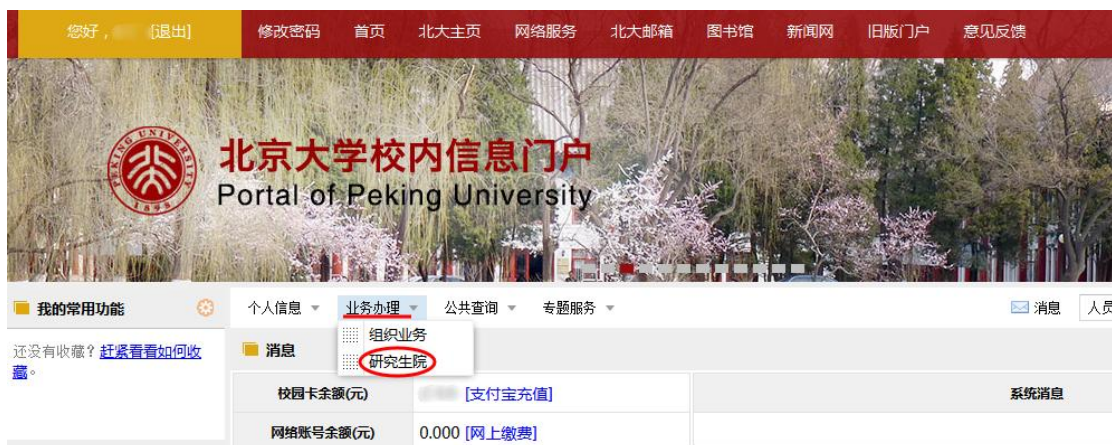 您好， [退出] 修改密码 首页 北大主页 网络服务 北大邮箱 图书馆 新闻网 旧版门户 意见反馈
PEKING UNIVERSITY
1898
北京大学校内信息门户
Portal of Peking University
我的常用功能 个人信息 业务办理 公共查询 专题服务 消息 人员
组织业务
还没有收藏？赶紧看看如何收
藏。
消息
研究生院
校园卡余额(元) [支付宝充值] 系统消息
网络账号余额(元) 0.000 [网上缴费]